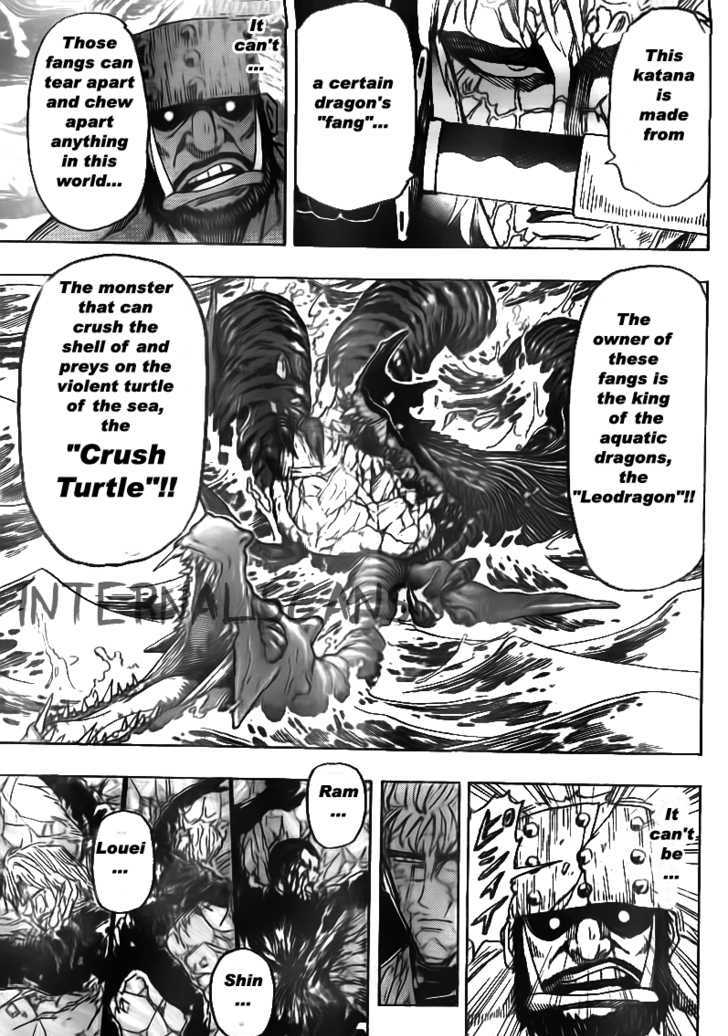 This
katana
is
made
from
a certain
dragon's
"fang"...
It
can't
...
Those
fangs can
tear apart
and chew
apart
anything
in this
world...
The
owner of
these
fangs is
the king
of the
aquatic
dragons,
the
"Leodragon"!!
The monster
that can
crush the
shell of and
preys on the
violent turtle
of the sea,
the
"Crush
Turtle"!!
INTERNALSCANS
It
can't
be ...
Ram
...
Louei
...
Shin
...